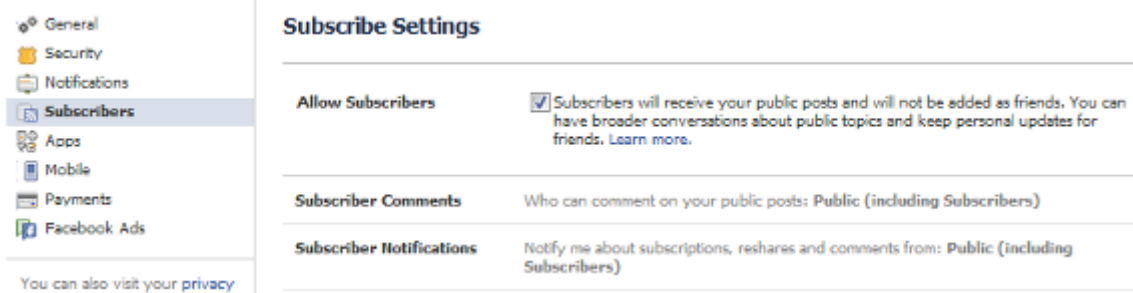 General
Security
Notifications
Subscribers
Apps
Mobile
Payments
Facebook Ads
You can also visit your privacy
Subscribe Settings
Allow Subscribers
Subscribers will receive your public posts and will not be added as friends. You can
have broader conversations about public topics and keep personal updates for
friends. Learn more.
Subscriber Comments
Who can comment on your public posts: Public (including Subscribers)
Subscriber Notifications
Notify me about subscriptions, reshares and comments from: Public (including
Subscribers)